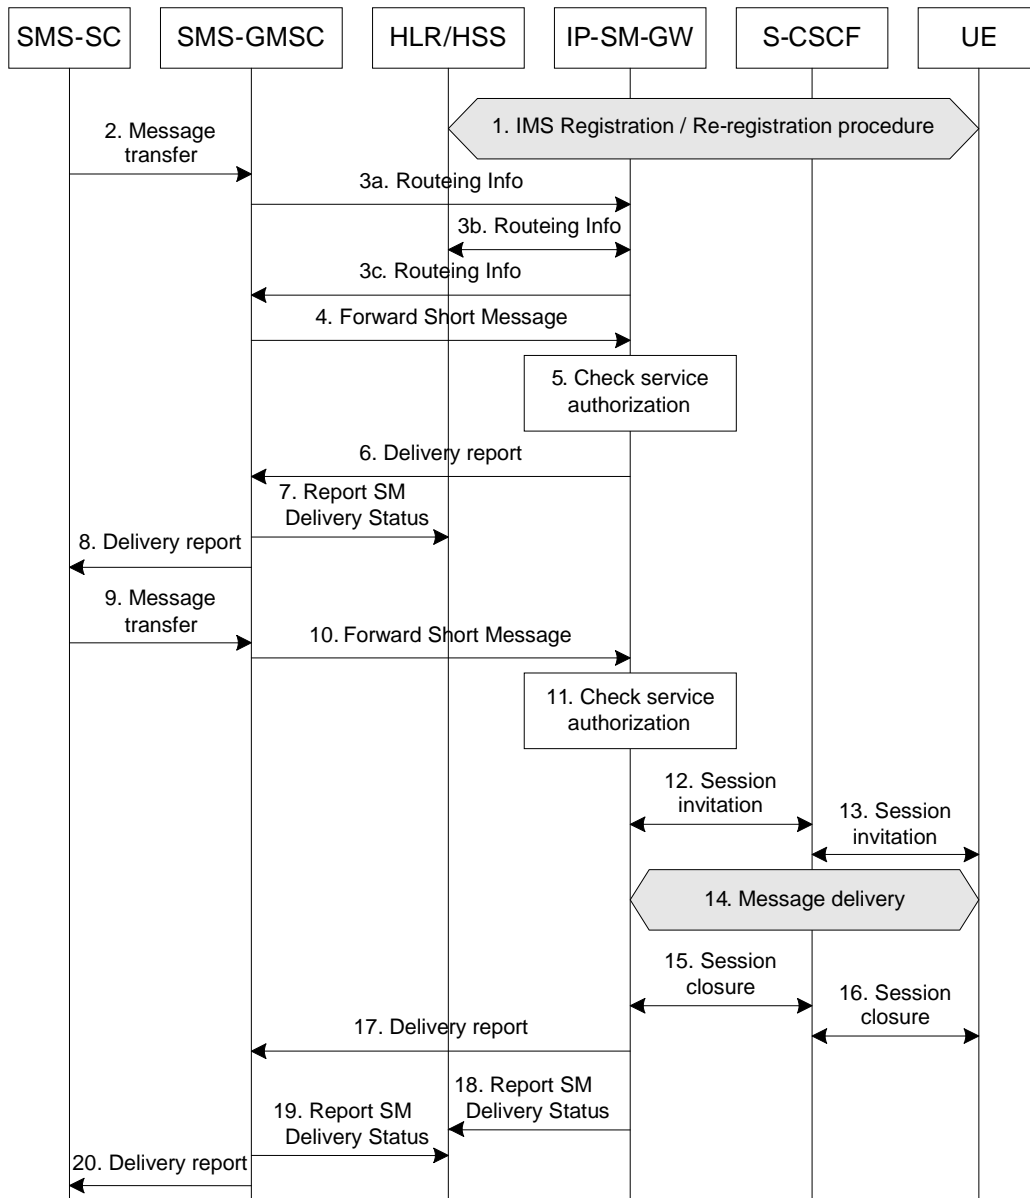 SMS-SC
SMS-GMSC
HLR/HSS
IP-SM-GW
S-CSCF
UE
1. IMS Registration / Re-registration procedure
2. Message
transfer
3a. Routeing Info
3b. Routeing Info
3c. Routeing Info
4. Forward Short Message
5. Check service
authorization
6. Delivery report
7. Report SM
Delivery Status
8. Delivery report
9. Message
transfer
10. Forward Short Message
11. Check service
authorization
12. Session
invitation
13. Session
invitation
14. Message delivery
15. Session
closure
16. Session
closure
17. Delivery report
18. Report SM
Delivery Status
19. Report SM
Delivery Status
20. Delivery report